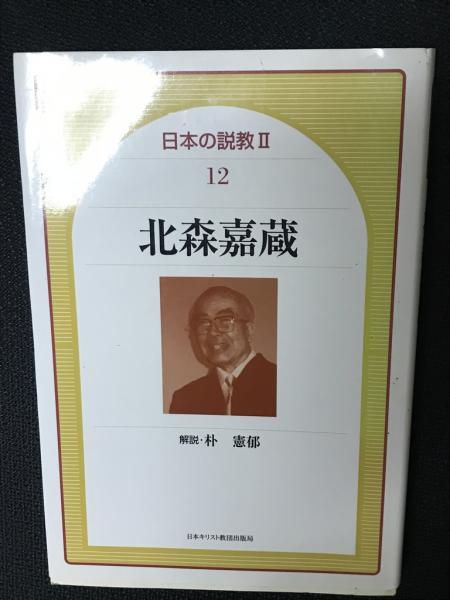 日本の説教Ⅱ
12
北森嘉蔵
解説・朴 憲郁
日本キリスト教団出版局